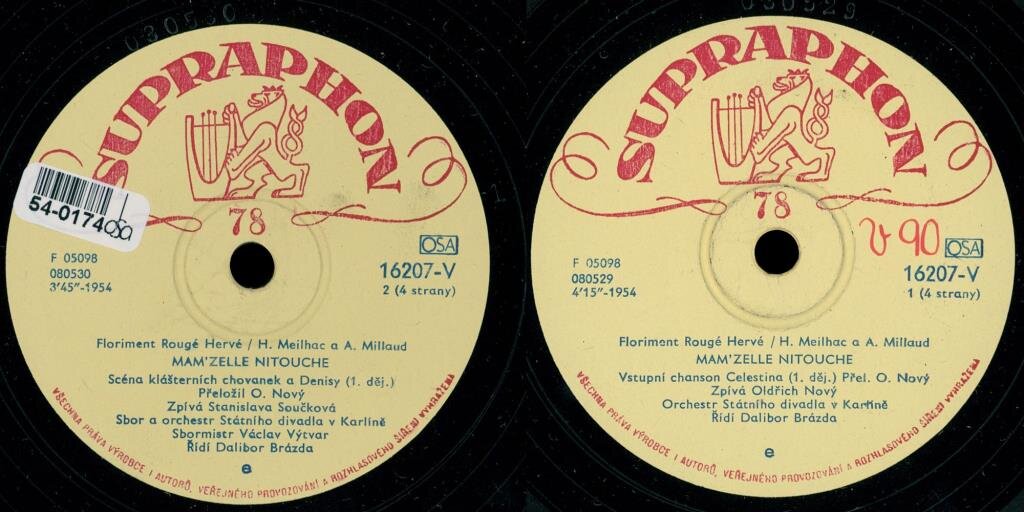 080530
SUPRAPHON
78
54-0174
OSA
F 05098
080530
3'45"-1954
16207-V
2 (4 strany)
Floriment Rougé Hervé / H. Meilhac a A. Millaud
MAM'ZELLE NITOUCHE
Scéna klášterních chovanek a Denisy (1. děj.)
Přeložil O. Nový
Zpívá Stanislava Součková
Sbor a orchestr Státního divadla v Karlíně
Sbormistr Václav Výtvar
Řídí Dalibor Brázda
e
VŠECHNA PRÁVA VÝROBCE I AUTORŮ, VEŘEJNÉHO PROVOZOVÁNÍ A ROZHLASOVÉHO ŠÍŘENÍ VYHRAŽENA
080529
SUPRAPHON
78
v 90
OSA
F 05098
080529
4'15"-1954
16207-V
1 (4 strany)
Floriment Rougé Hervé / H. Meilhac a A. Millaud
MAM'ZELLE NITOUCHE
Vstupní chanson Celestina (1. děj.) Přel. O. Nový
Zpívá Oldřich Nový
Orchestr Státního divadla v Karlíně
Řídí Dalibor Brázda
e
VŠECHNA PRÁVA VÝROBCE I AUTORŮ, VEŘEJNÉHO PROVOZOVÁNÍ A ROZHLASOVÉHO ŠÍŘENÍ VYHRAŽENA